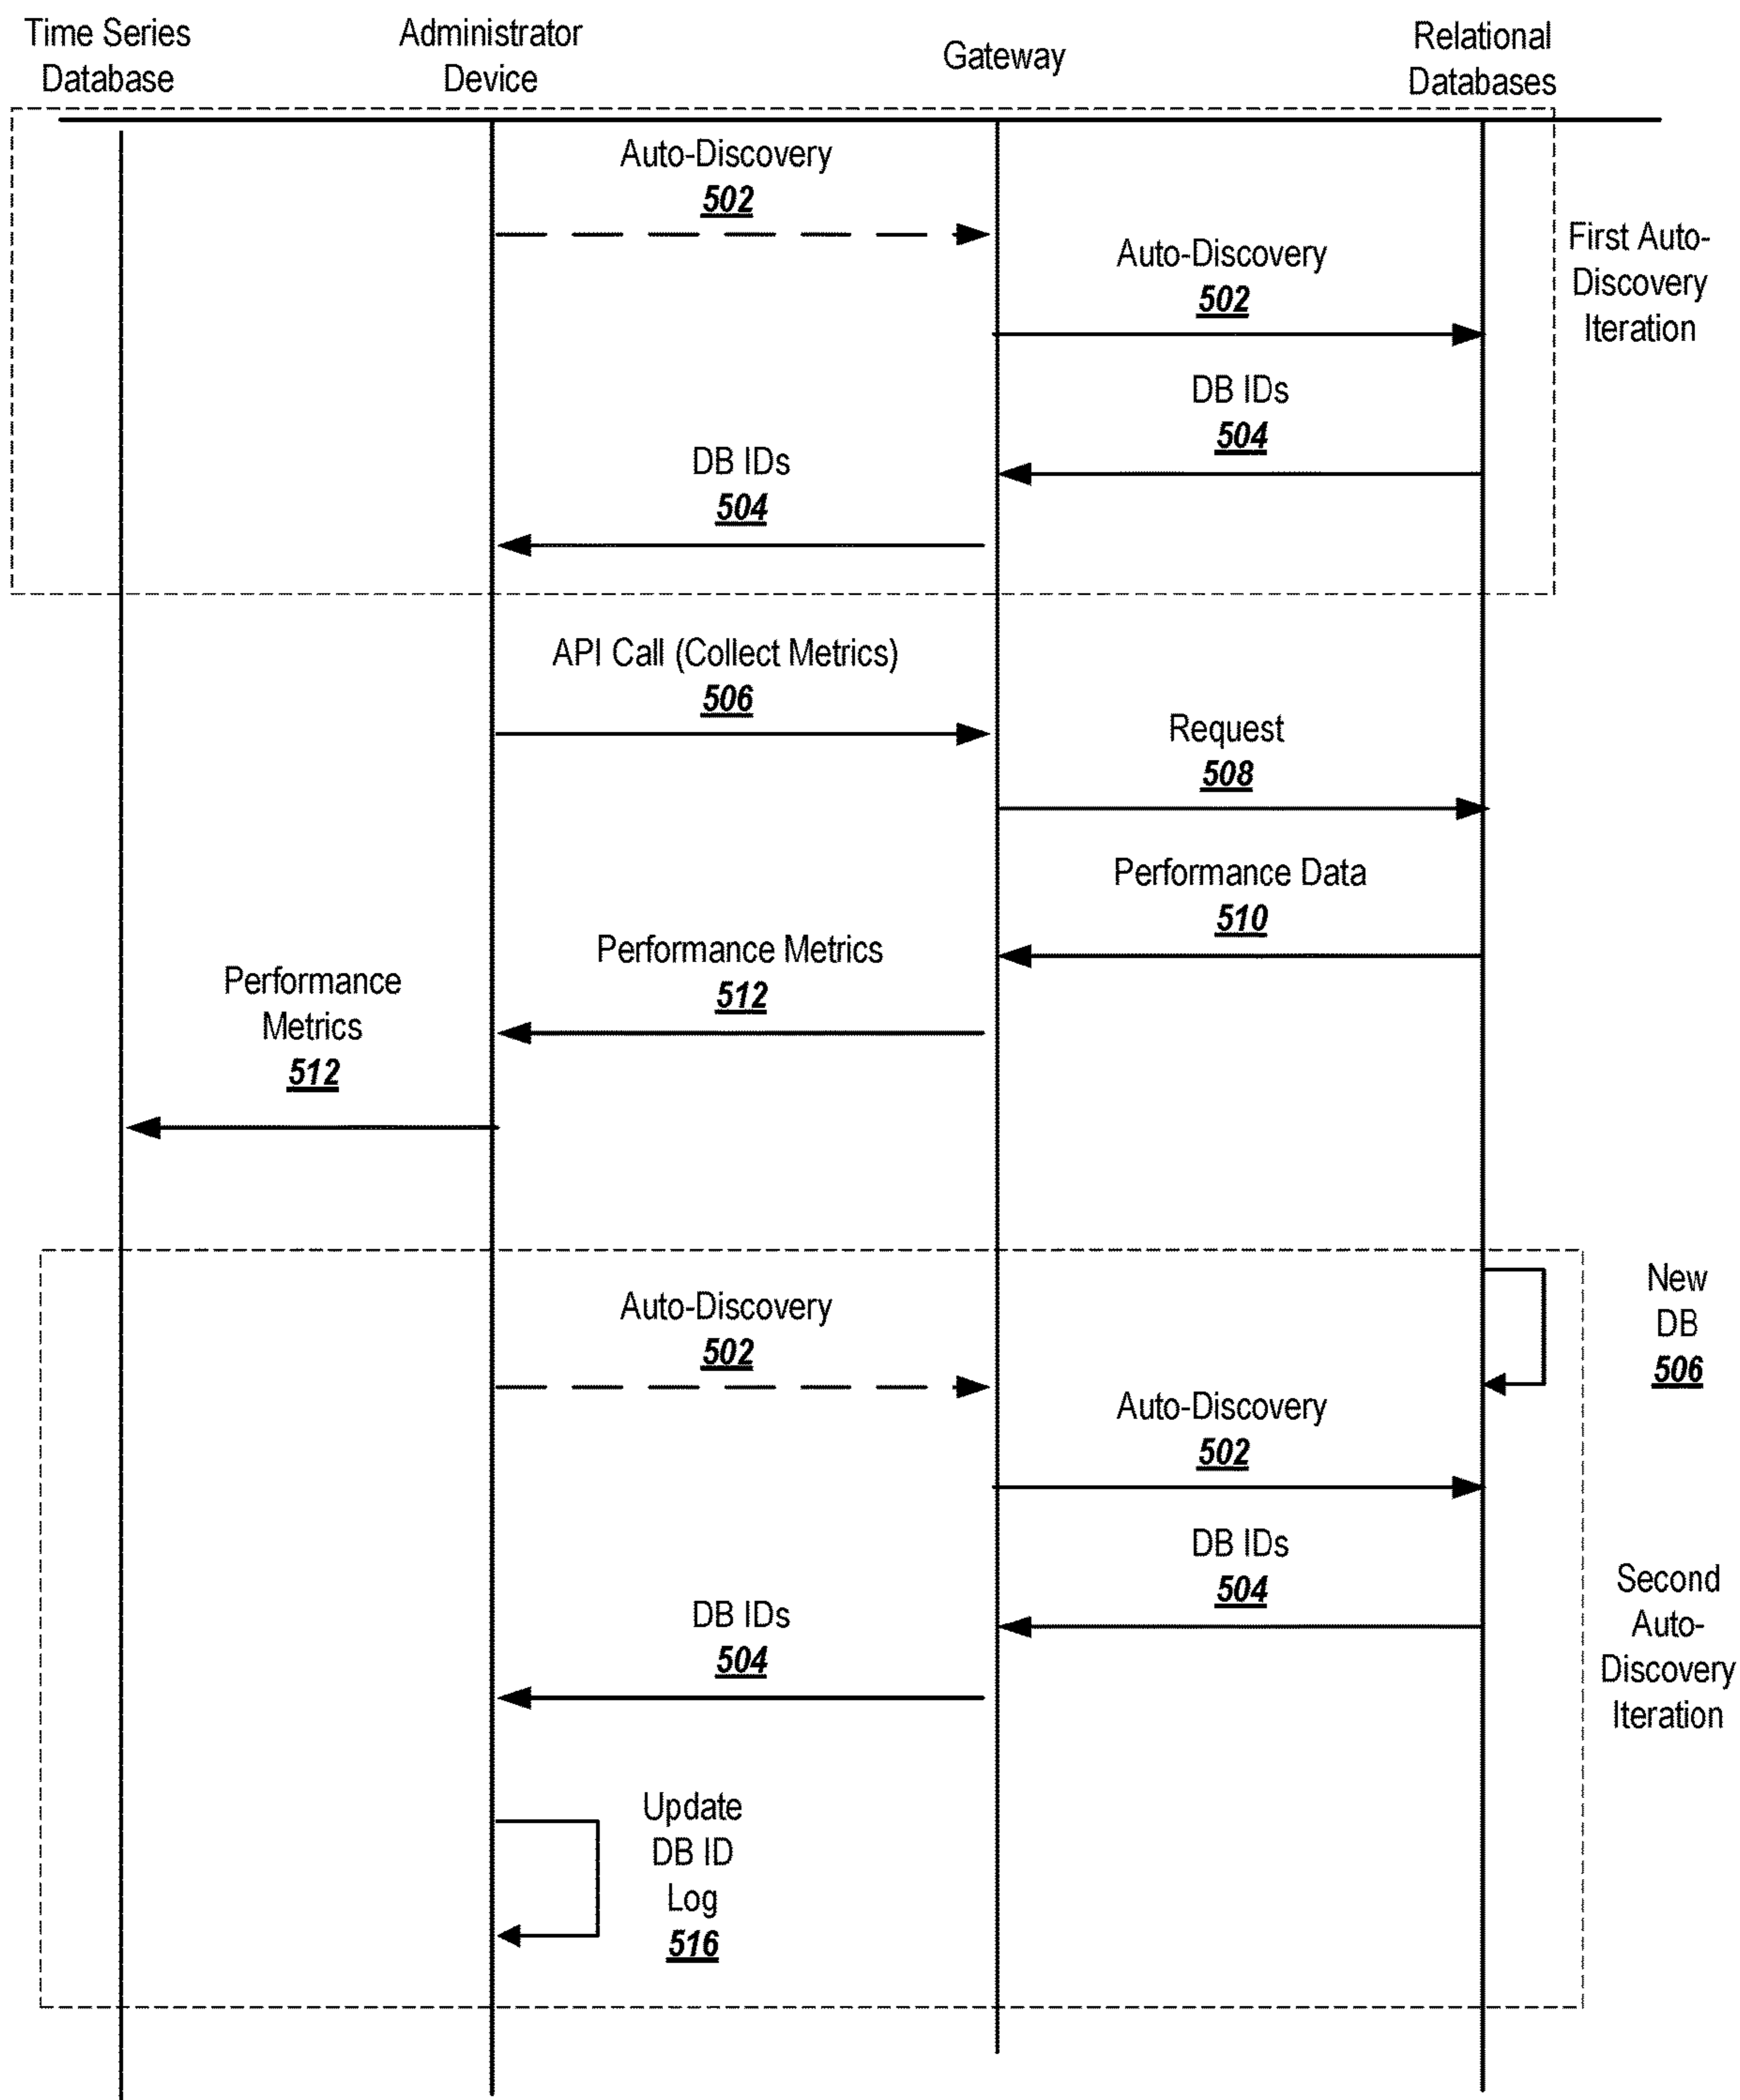 Time Series
Database
Administrator
Device
Gateway
Relational
Databases
Auto-Discovery
502
Auto-Discovery
502
First Auto-
Discovery
Iteration
DB IDs
504
DB IDs
504
API Call (Collect Metrics)
506
Request
508
Performance Data
510
Performance Metrics
512
Performance
Metrics
512
New
DB
506
Auto-Discovery
502
Auto-Discovery
502
DB IDs
504
DB IDs
504
Second
Auto-
Discovery
Iteration
Update
DB ID
Log
516